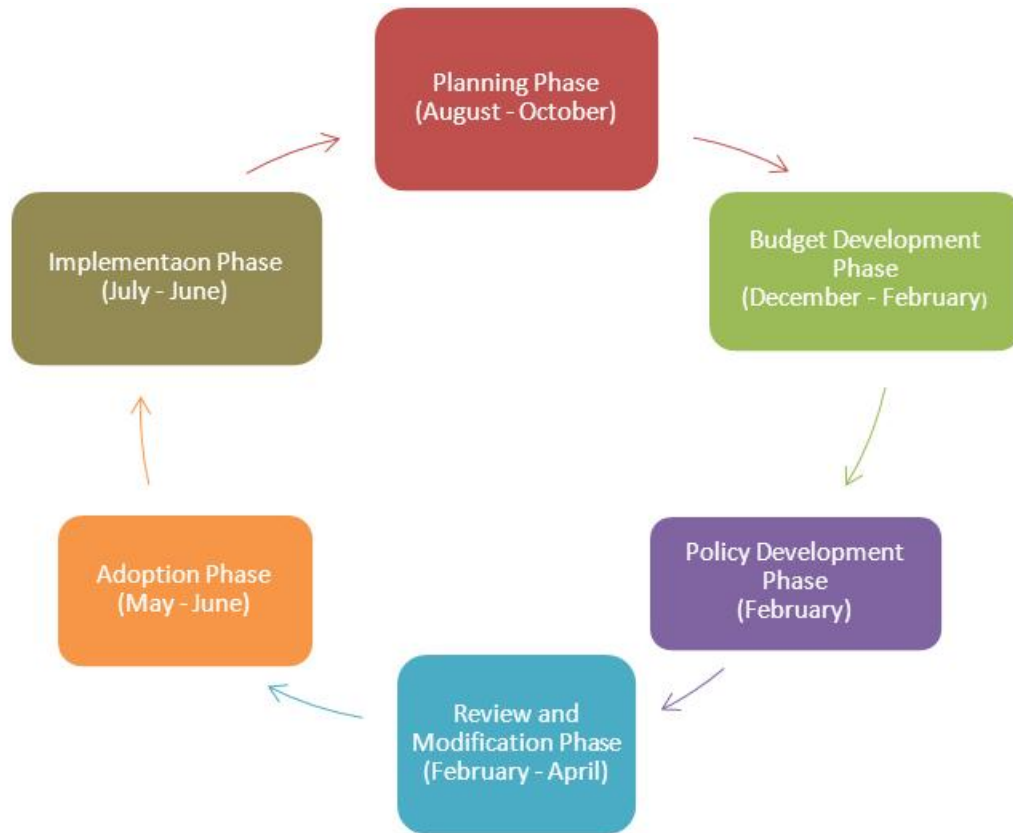 Planning Phase
(August - October)
Budget Development
Phase
(December - February)
Policy Development
Phase
(February)
Review and
Modification Phase
(February - April)
Adoption Phase
(May - June)
Implementaon Phase
(July - June)